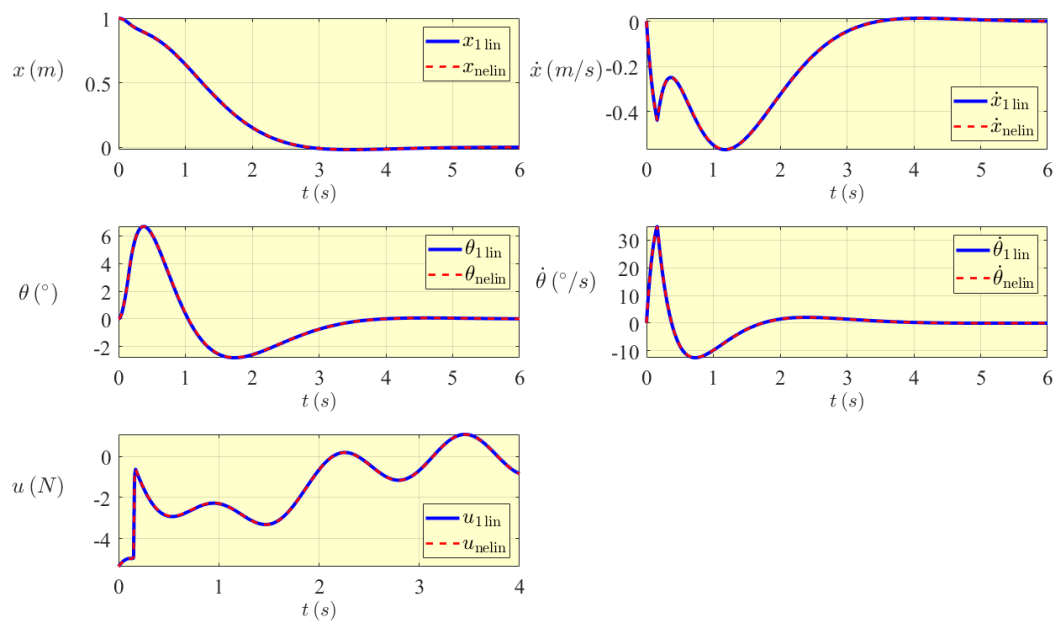 1
0.5
0
x (m)
x1 lin
xnelin
0 1 2 3 4 5 6
t (s)
0
-0.2
-0.4
ẋ (m/s)
ẋ1 lin
ẋnelin
0 1 2 3 4 5 6
t (s)
6
4
2
0
-2
θ (°)
θ1 lin
θnelin
0 1 2 3 4 5 6
t (s)
30
20
10
0
-10
θ̇ (°/s)
θ̇1 lin
θ̇nelin
0 1 2 3 4 5 6
t (s)
0
-2
-4
u (N)
u1 lin
unelin
0 1 2 3 4
t (s)